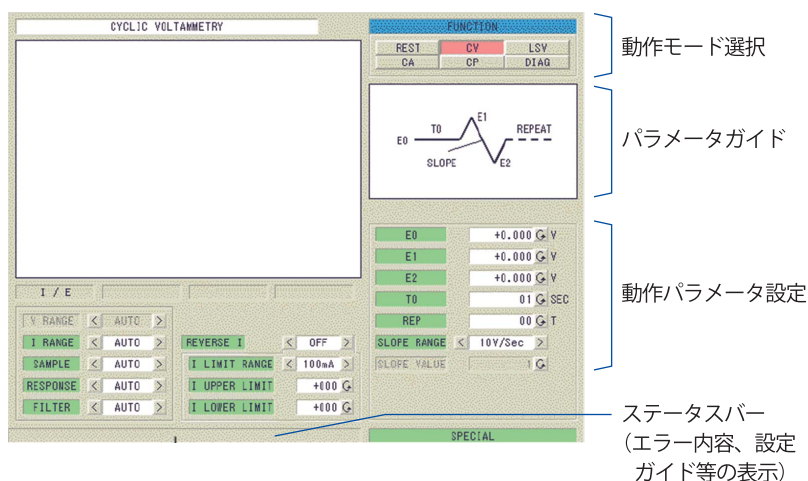 CYCLIC VOLTAMMETRY
FUNCTION
REST CV LSV
CA CP DIAG
動作モード選択
E0 T0 E1 REPEAT
SLOPE E2
パラメータガイド
E0 +0.000 V
E1 +0.000 V
E2 +0.000 V
T0 01 SEC
REP 00 T
SLOPE RANGE < 10V/Sec >
SLOPE VALUE 1
動作パラメータ設定
I / E
V RANGE < AUTO >
I RANGE < AUTO > REVERSE I < OFF >
SAMPLE < AUTO > I LIMIT RANGE < 100mA >
RESPONSE < AUTO > I UPPER LIMIT +000
FILTER < AUTO > I LOWER LIMIT +000
SPECIAL
ステータスバー
（エラー内容、設定
ガイド等の表示）